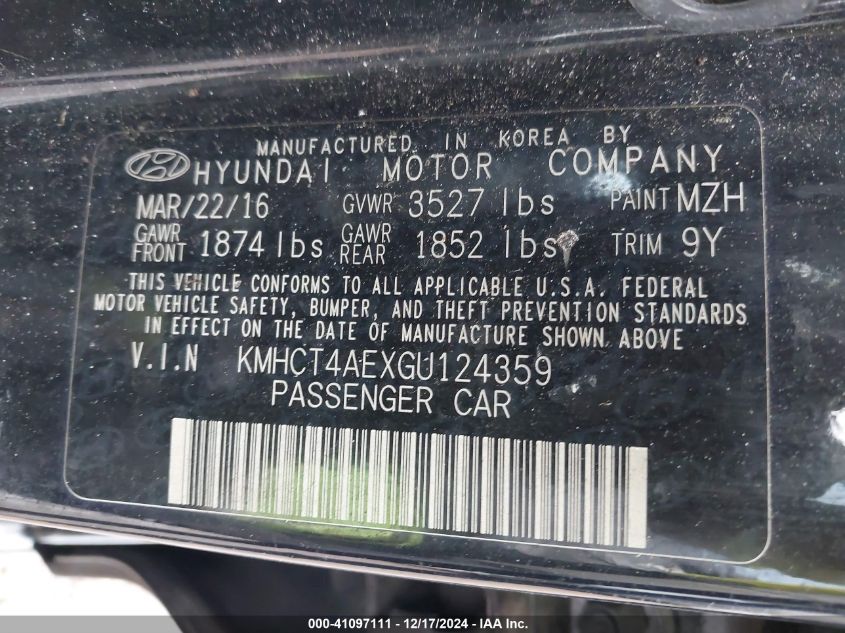 MANUFACTURED IN KOREA BY
HYUNDAI MOTOR COMPANY
MAR/22/16 GVWR 3527 lbs PAINT MZH
GAWR FRONT 1874 lbs GAWR REAR 1852 lbs TRIM 9Y
THIS VEHICLE CONFORMS TO ALL APPLICABLE U.S.A. FEDERAL
MOTOR VEHICLE SAFETY, BUMPER, AND THEFT PREVENTION STANDARDS
IN EFFECT ON THE DATE OF MANUFACTURE SHOWN ABOVE
V.I.N KMHCT4AEXGU124359
PASSENGER CAR
000-41097111 - 12/17/2024 - IAA Inc.